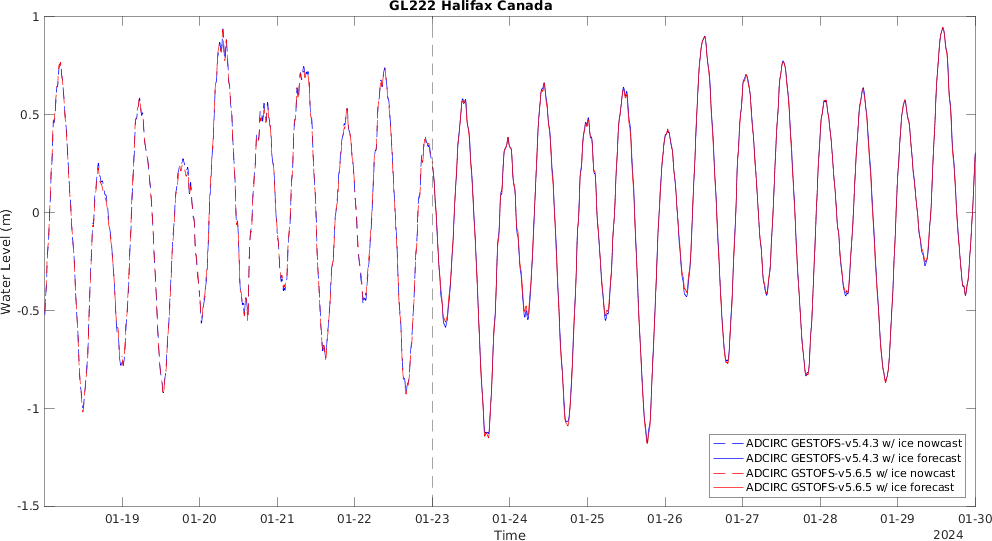 GL222 Halifax Canada
Water Level (m)
1
0.5
0
-0.5
-1
-1.5
ADCIRC GESTOFS-v5.4.3 w/ ice nowcast
ADCIRC GESTOFS-v5.4.3 w/ ice forecast
ADCIRC GSTOFS-v5.6.5 w/ ice nowcast
ADCIRC GSTOFS-v5.6.5 w/ ice forecast
01-19 01-20 01-21 01-22 01-23 01-24 01-25 01-26 01-27 01-28 01-29 01-30
Time
2024